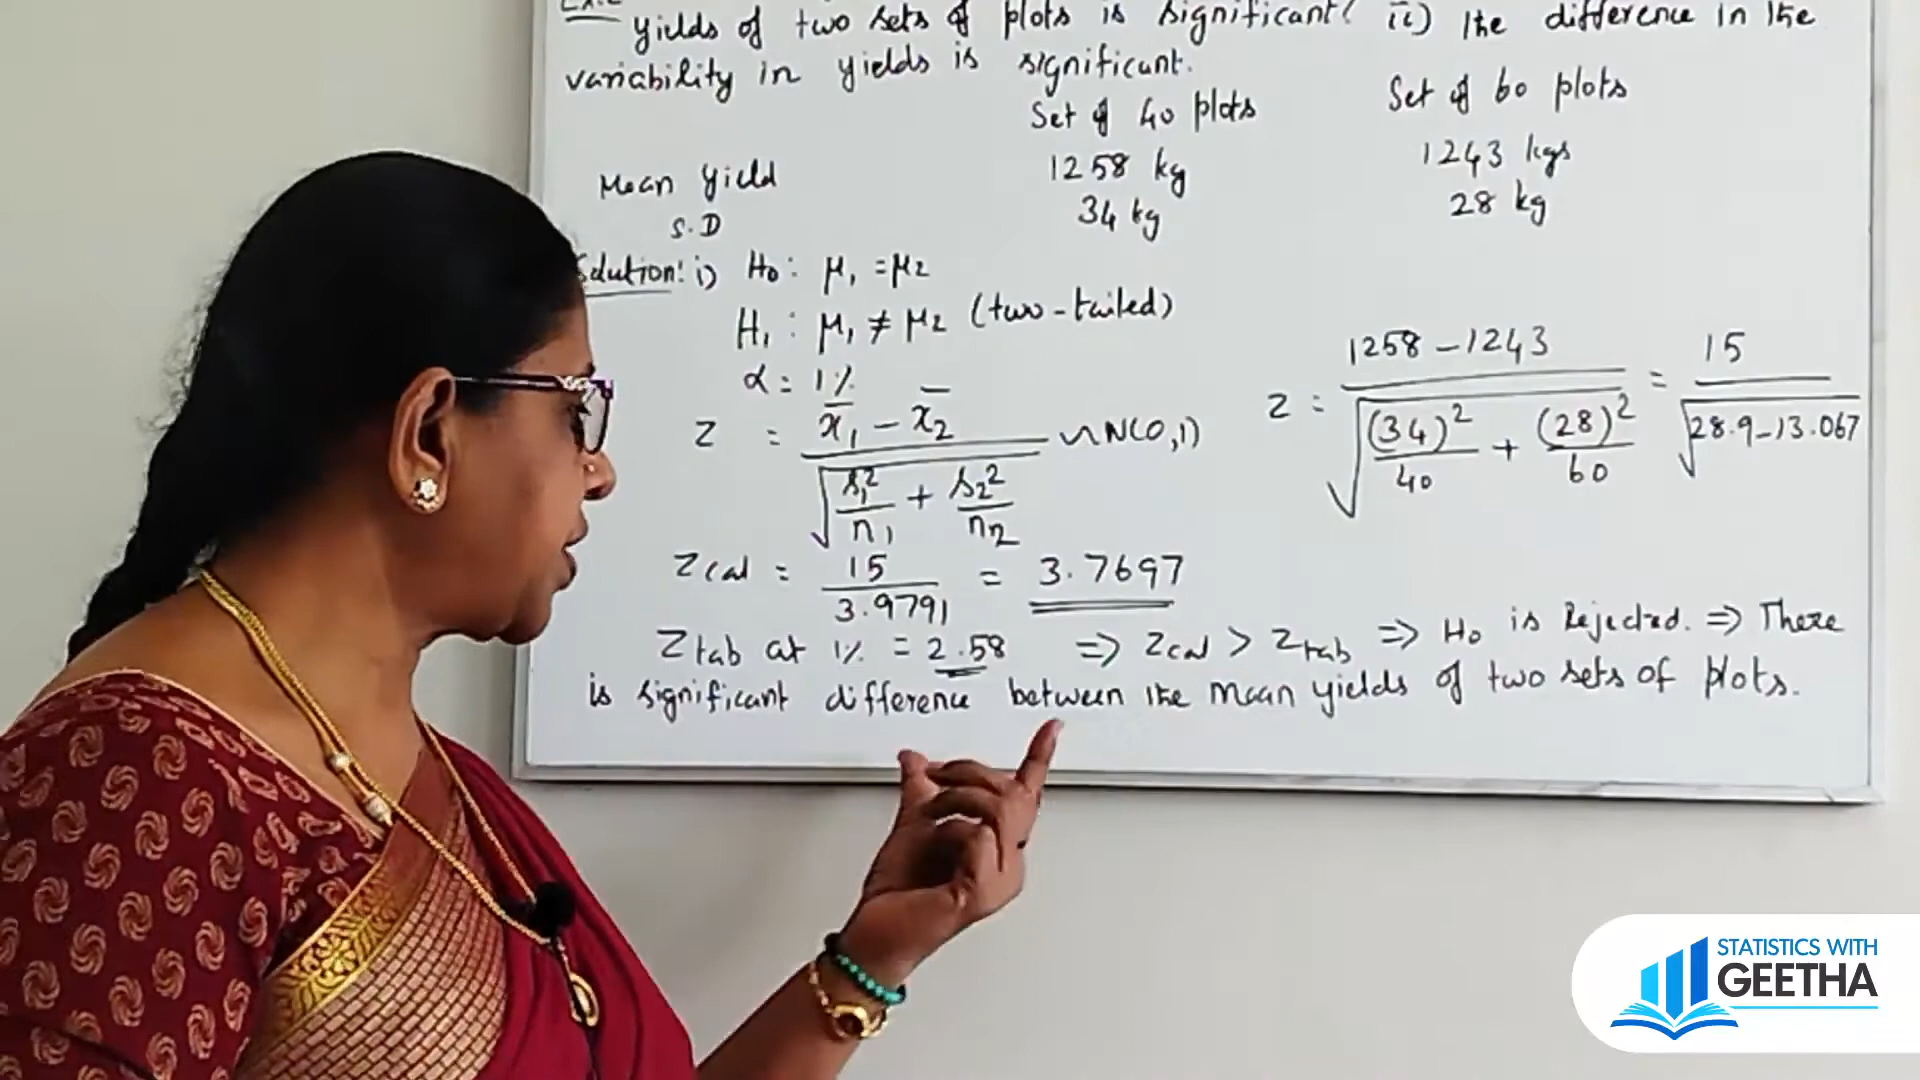 Ex.2 yields of two sets of plots is significant ( ii) the difference in the
variability in yields is significant.
Set of 40 plots Set of 60 plots
Mean yield 1258 kg 1243 kgs
S.D 34 kg 28 kg
Solution: i) H₀ : μ₁ = μ₂
H₁ : μ₁ ≠ μ₂ (two-tailed)
α = 1%
Z = (x̄₁ − x̄₂) / √(s₁²/n₁ + s₂²/n₂) ∽ N(0,1)
Z = (1258 − 1243) / √((34)²/40 + (28)²/60) = 15 / √(28.9 − 13.067)
Zcal = 15 / 3.9791 = 3.7697
Ztab at 1% = 2.58 ⇒ Zcal > Ztab ⇒ H₀ is Rejected. ⇒ There
is significant difference between the mean yields of two sets of plots.
STATISTICS WITH
GEETHA